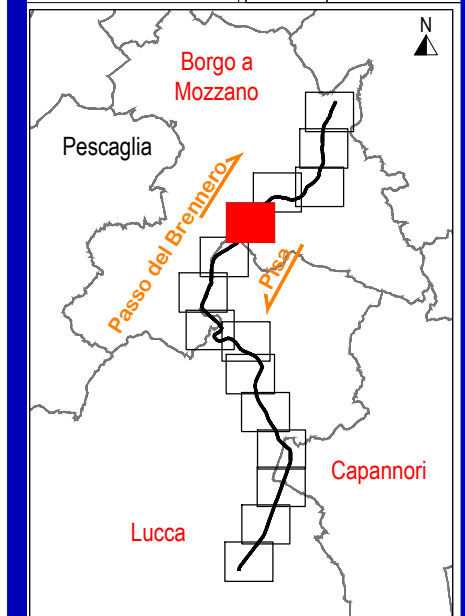 N
Borgo a
Mozzano
Pescaglia
Passo del Brennero
Pisa
Capannori
Lucca